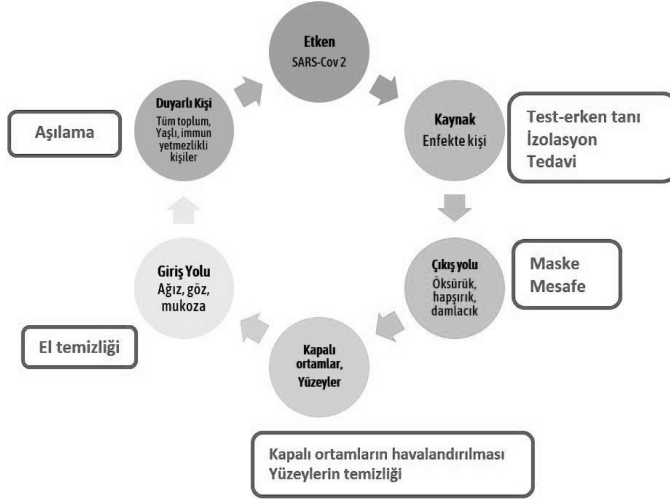 Etken
SARS-Cov 2
Kaynak
Enfekte kişi
Test-erken tanı
İzolasyon
Tedavi
Çıkış yolu
Öksürük,
hapşırık,
damlacık
Maske
Mesafe
Kapalı
ortamlar,
Yüzeyler
Kapalı ortamların havalandırılması
Yüzeylerin temizliği
Giriş Yolu
Ağız, göz,
mukoza
El temizliği
Duyarlı Kişi
Tüm toplum,
Yaşlı, immun
yetmezlikli
kişiler
Aşılama